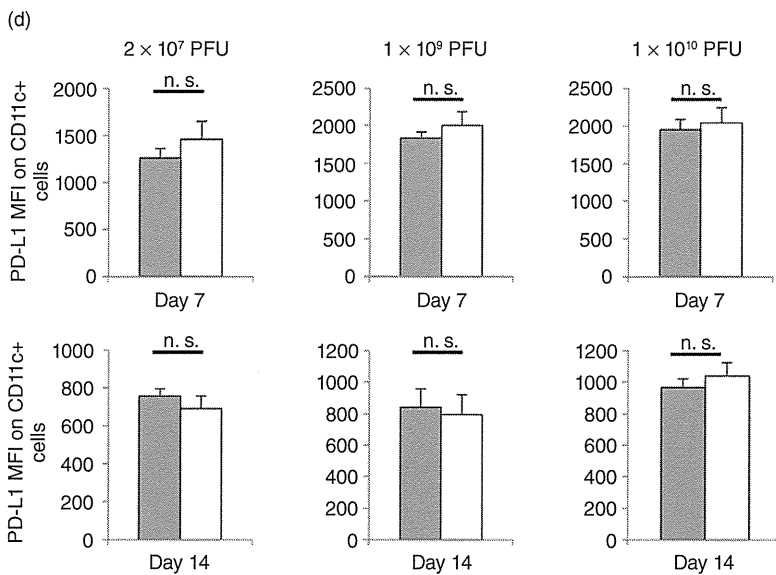 (d)
2 × 10⁷ PFU
1 × 10⁹ PFU
1 × 10¹⁰ PFU
PD-L1 MFI on CD11c+
cells
2000
1500
1000
500
0
n. s.
Day 7
2500
2000
1500
1000
500
0
n. s.
Day 7
2500
2000
1500
1000
500
0
n. s.
Day 7
PD-L1 MFI on CD11c+
cells
1000
800
600
400
200
0
n. s.
Day 14
1200
1000
800
600
400
200
0
n. s.
Day 14
1200
1000
800
600
400
200
0
n. s.
Day 14